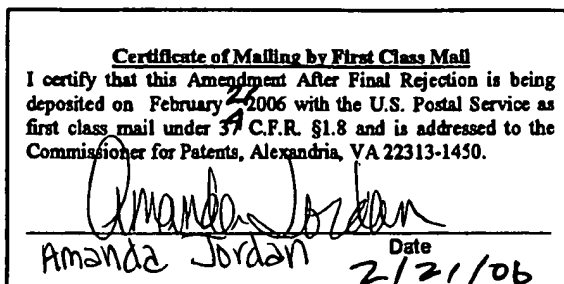 Certificate of Mailing by First Class Mail
I certify that this Amendment After Final Rejection is being
deposited on February 21 2006 with the U.S. Postal Service as
first class mail under 37 C.F.R. §1.8 and is addressed to the
Commissioner for Patents, Alexandria, VA 22313-1450.
Amanda Jordan
Amanda Jordan
Date
2/21/06